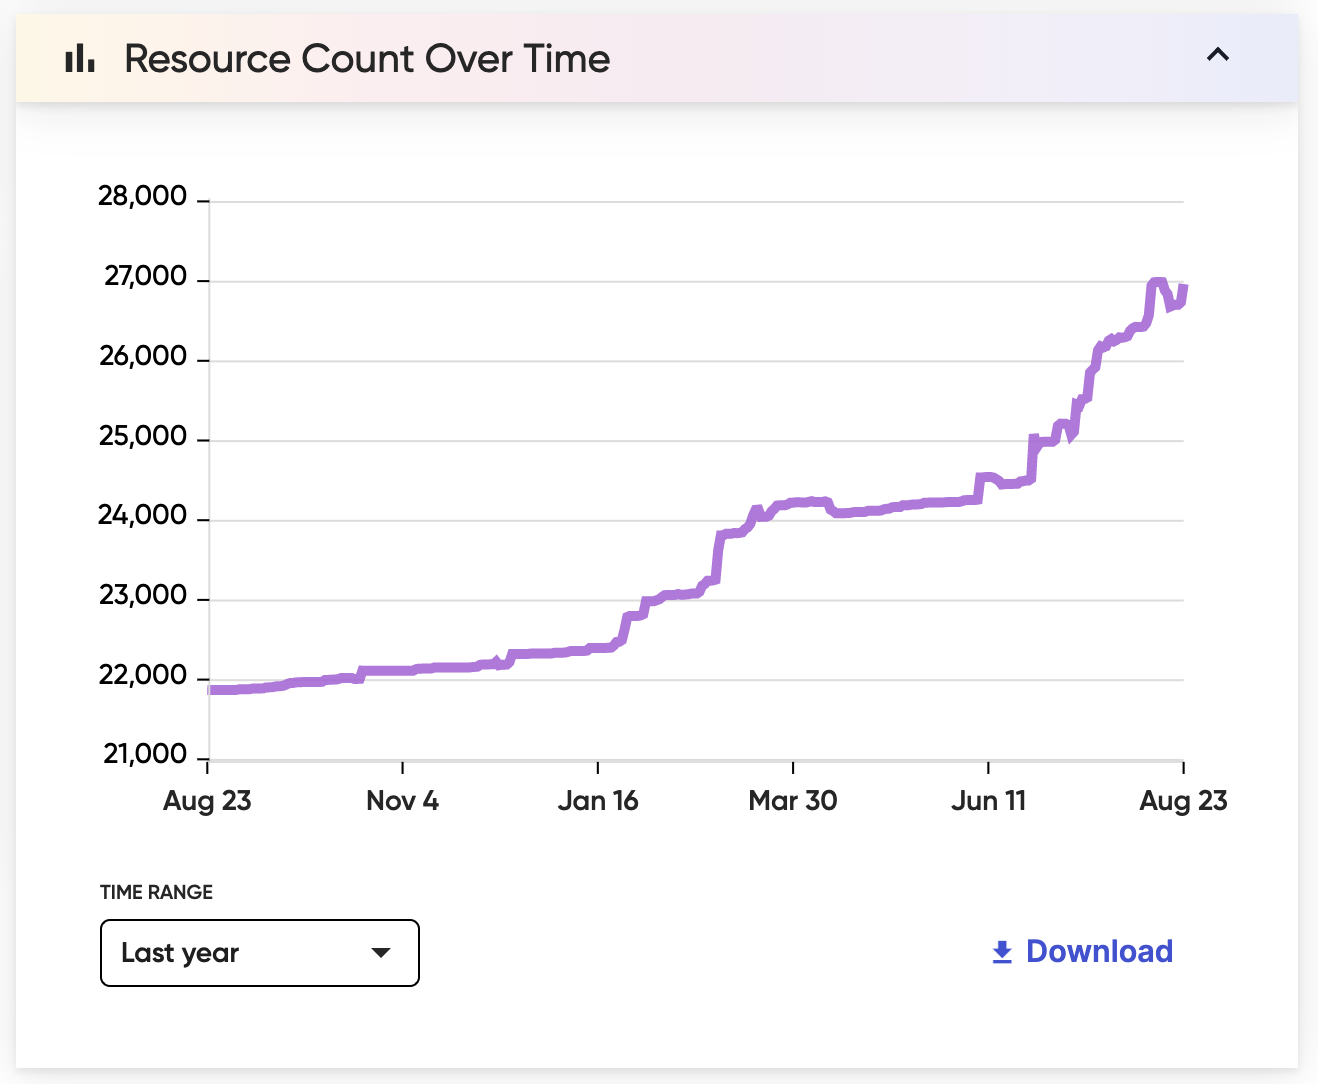 Resource Count Over Time
28,000
27,000
26,000
25,000
24,000
23,000
22,000
21,000
Aug 23 Nov 4 Jan 16 Mar 30 Jun 11 Aug 23
TIME RANGE
Last year
Download